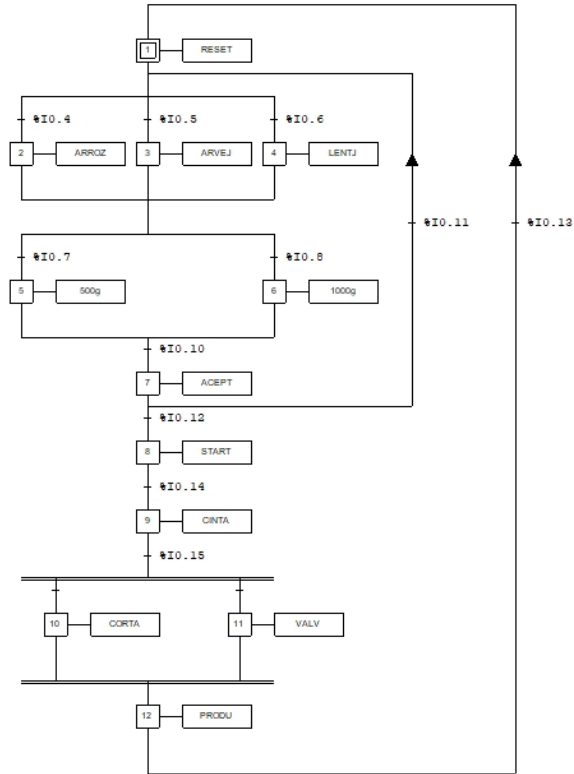 1 RESET
%I0.4 %I0.5 %I0.6
2 ARROZ 3 ARVEJ 4 LENTJ
%I0.11 %I0.13
%I0.7 %I0.8
5 500g 6 1000g
%I0.10
7 ACEPT
%I0.12
8 START
%I0.14
9 CINTA
%I0.15
10 CORTA 11 VALV
12 PRODU